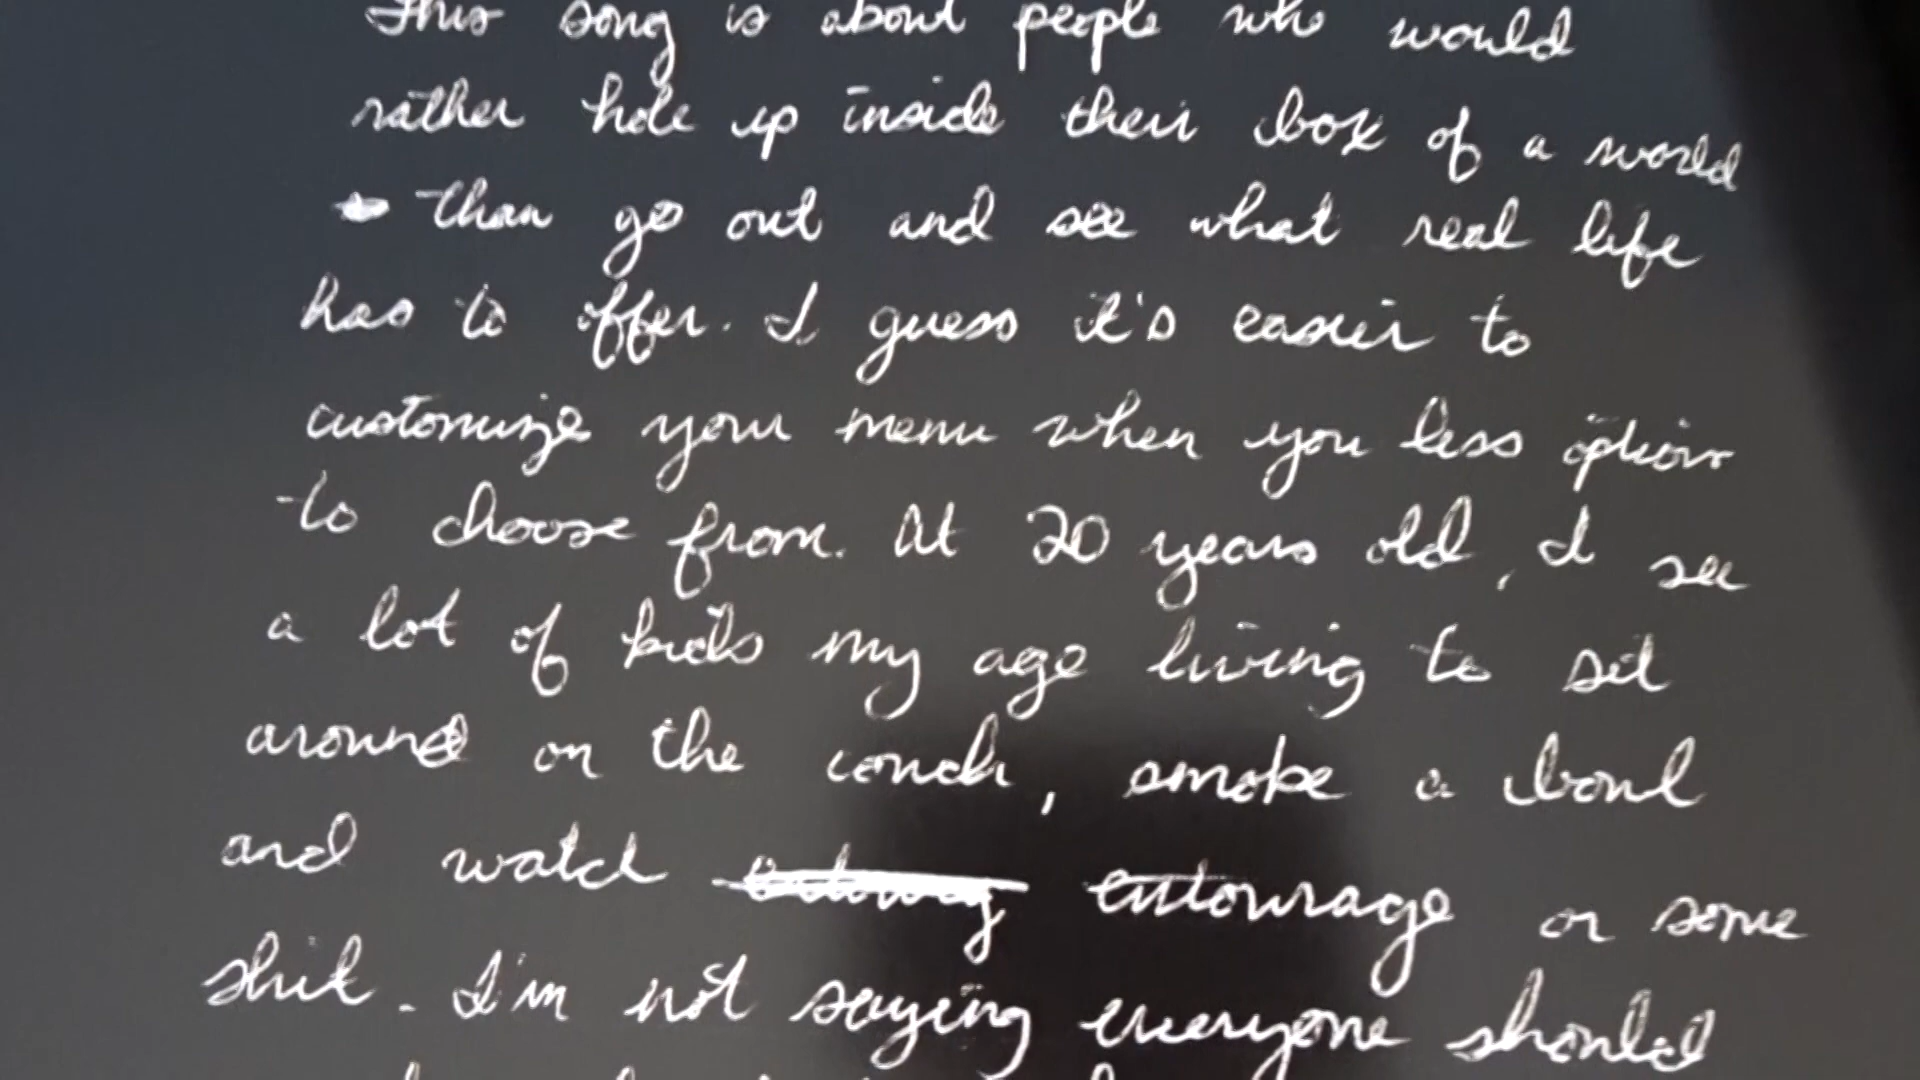 This song is about people who would
rather hole up inside their box of a world
than go out and see what real life
has to offer. I guess it's easier to
customize your menu when you less options
to choose from. At 20 years old, I see
a lot of kids my age living to sit
around on the couch, smoke a bowl
and watch entourage or some
shit. I'm not saying everyone should